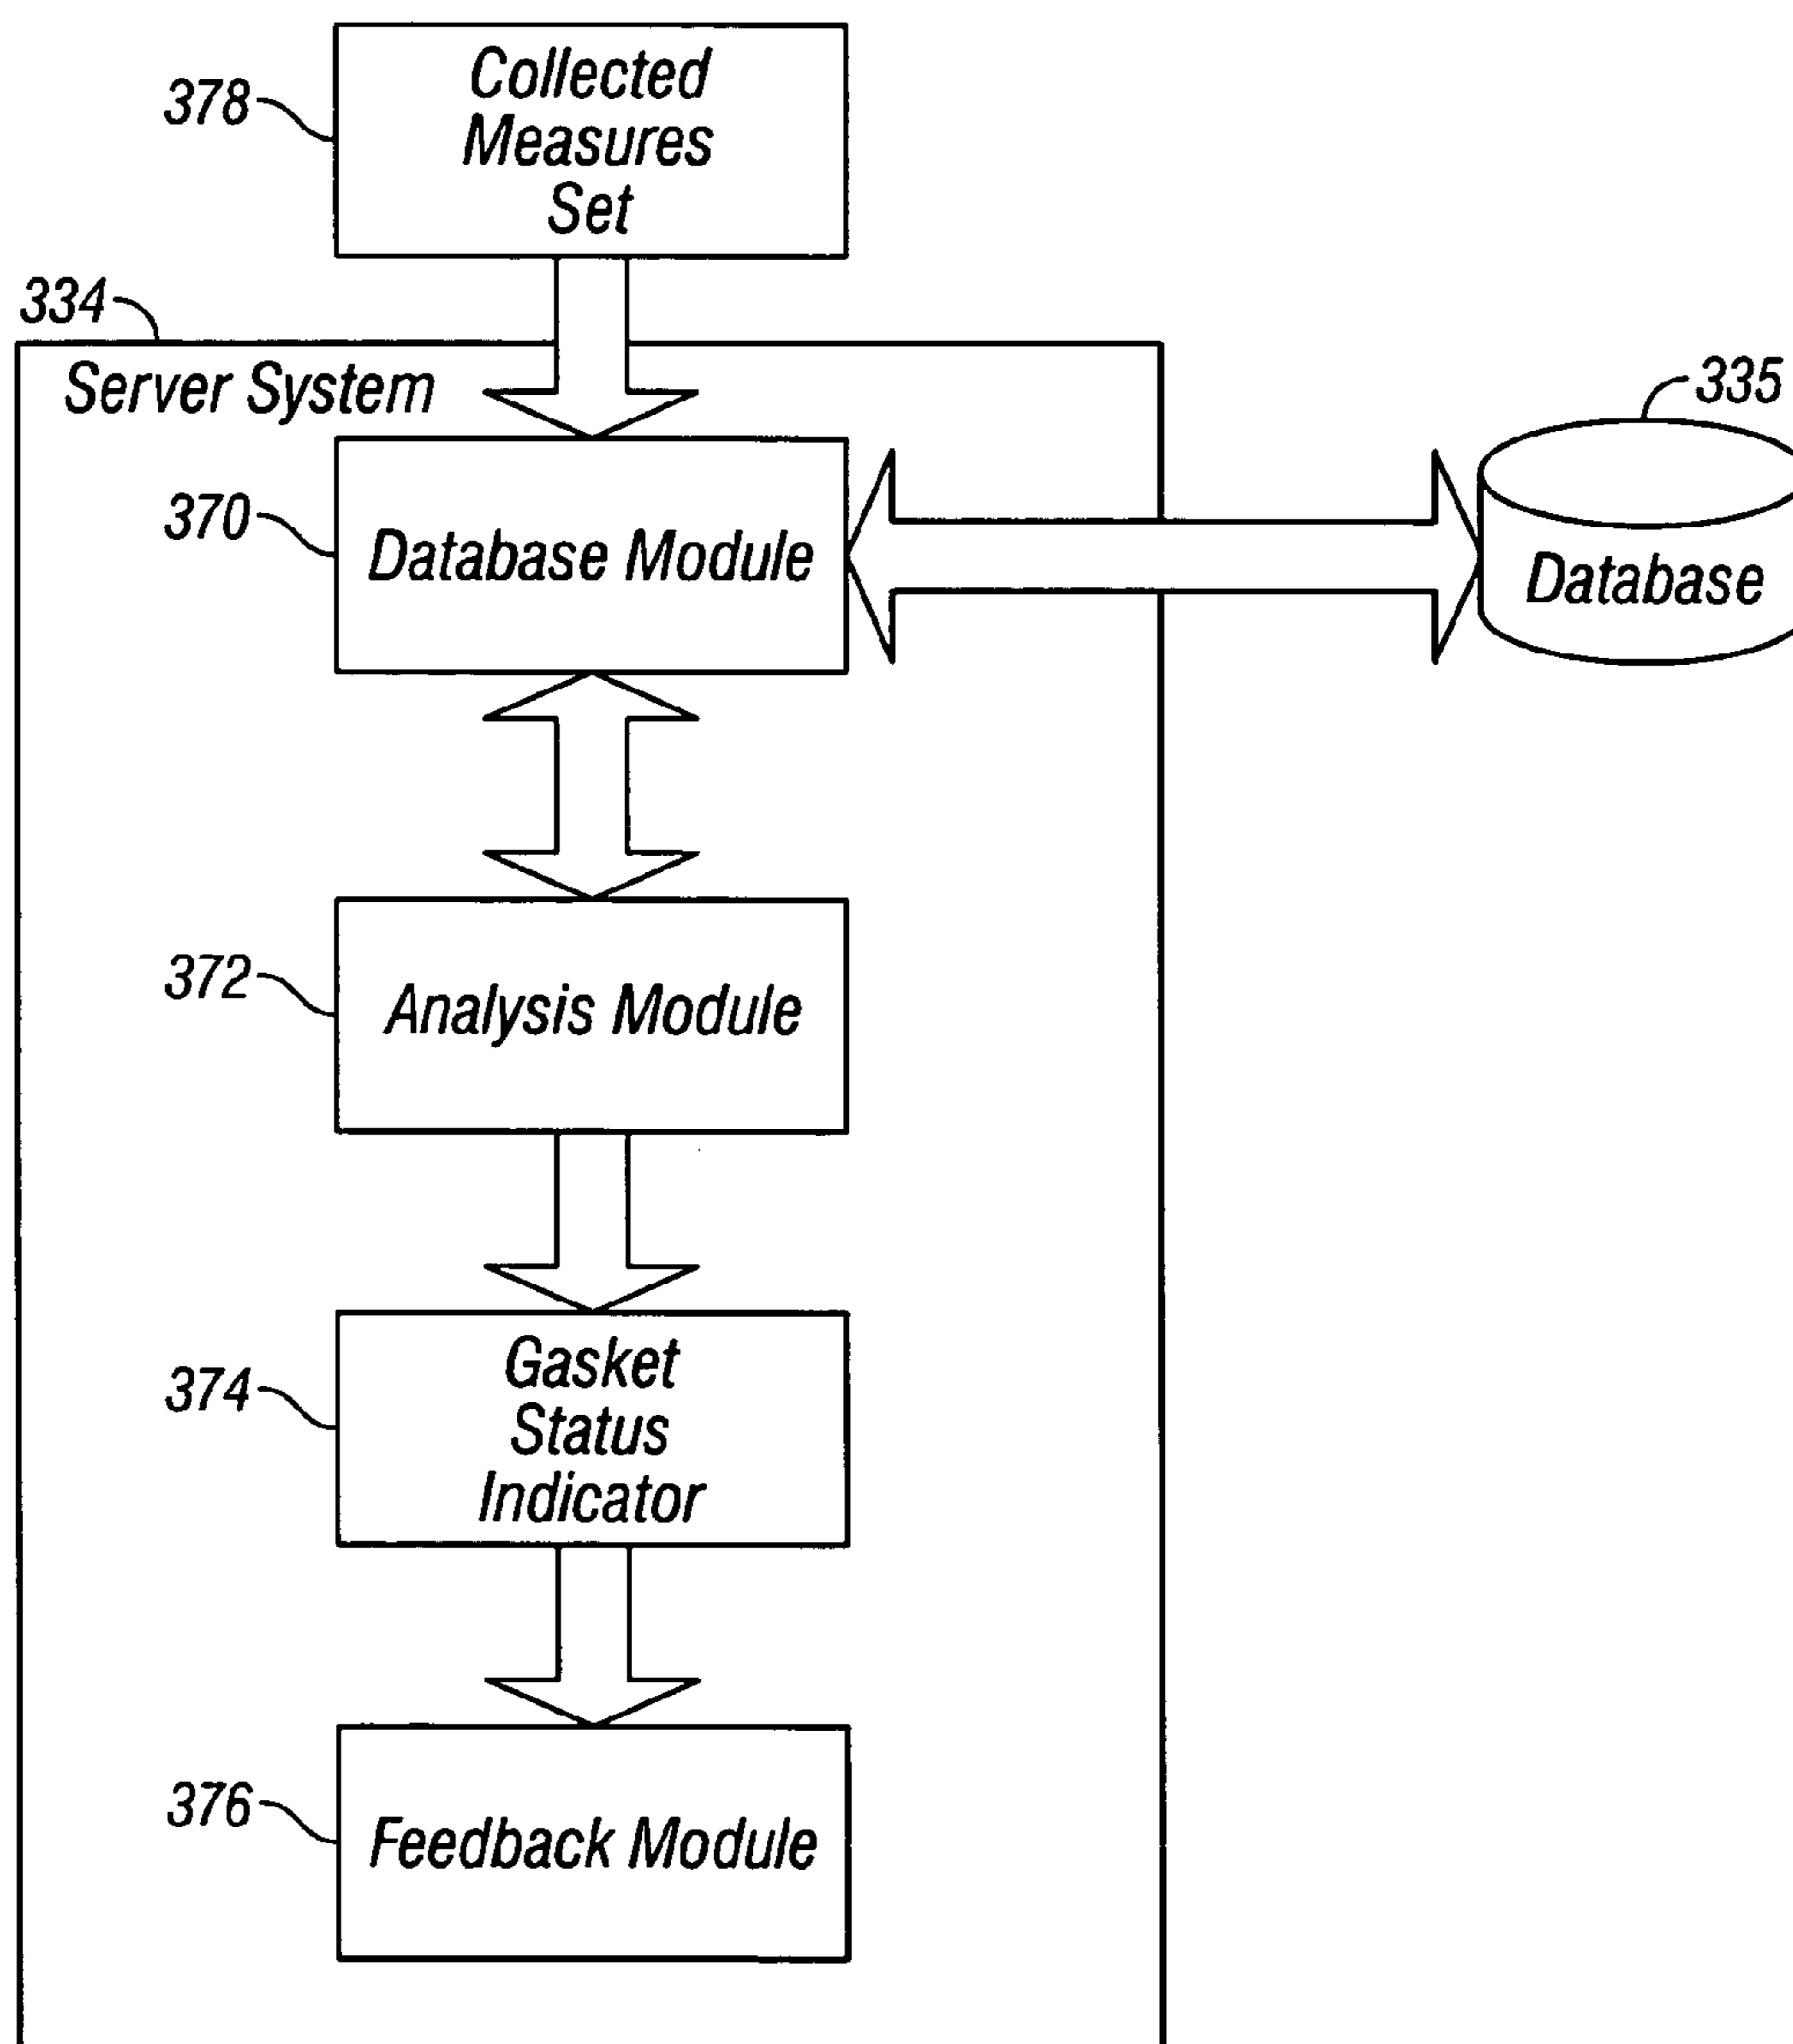 378
Collected
Measures
Set
334
Server System
335
370
Database Module
Database
372
Analysis Module
374
Gasket
Status
Indicator
376
Feedback Module